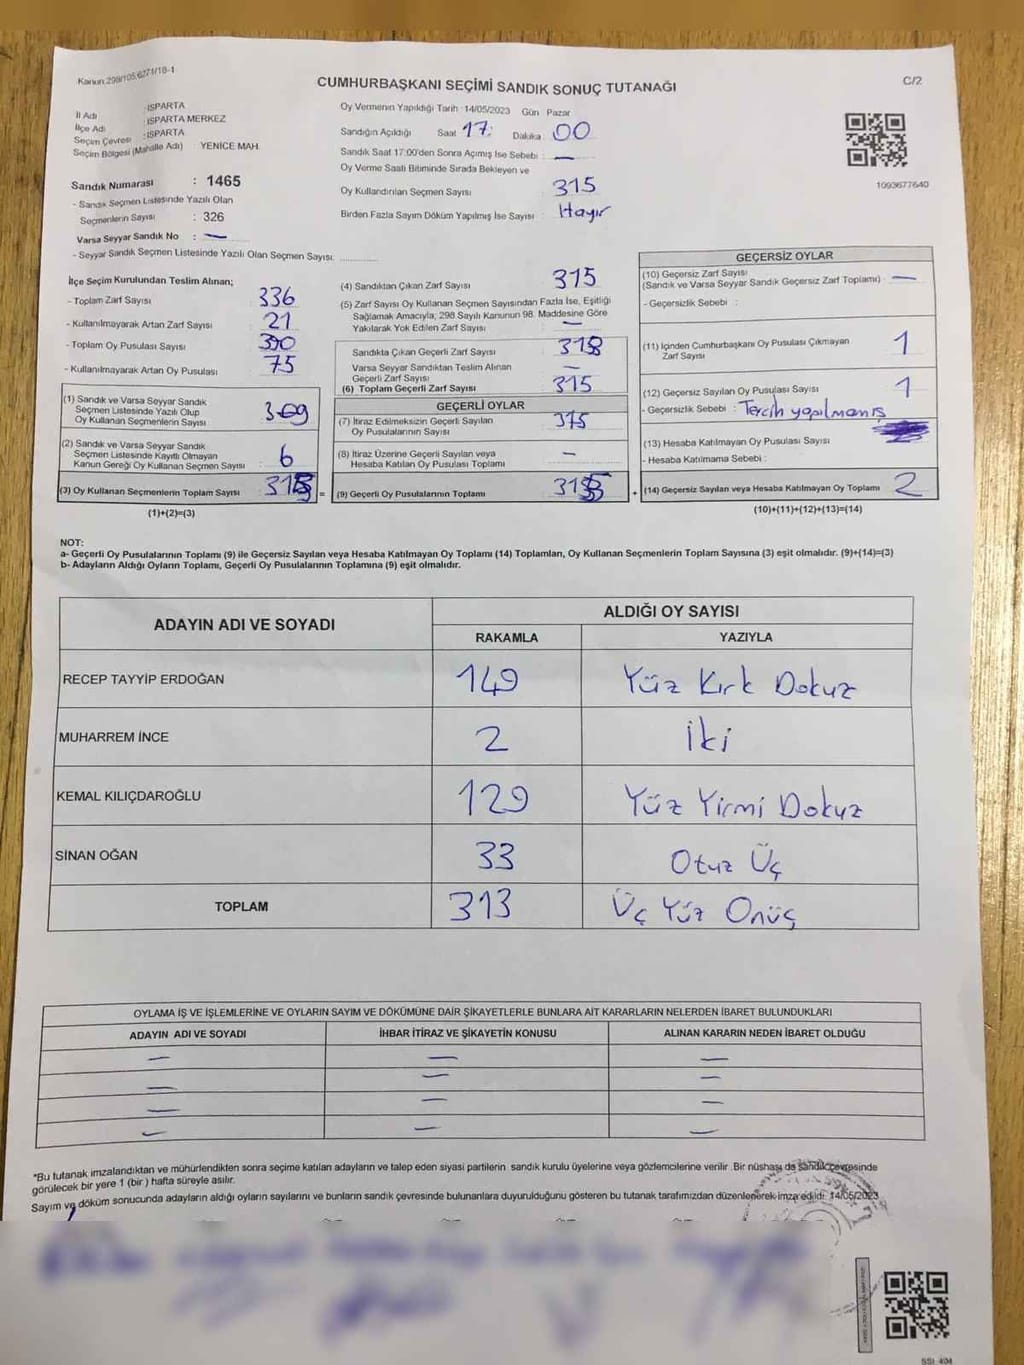 Kanun 298/105;6271/18-1
CUMHURBAŞKANI SEÇİMİ SANDIK SONUÇ TUTANAĞI
C/2
İl Adı : ISPARTA
İlçe Adı : ISPARTA MERKEZ
Seçim Çevresi : ISPARTA
Seçim Bölgesi (Mahalle Adı) YENİCE MAH.
Sandık Numarası : 1465
- Sandık Seçmen Listesinde Yazılı Olan
Seçmenlerin Sayısı : 326
Varsa Seyyar Sandık No : —
- Seyyar Sandık Seçmen Listesinde Yazılı Olan Seçmen Sayısı: ............
Oy Vermenin Yapıldığı Tarih : 14/05/2023 Gün Pazar
Sandığın Açıldığı Saat 17: Dakika 00
Sandık Saat 17:00'den Sonra Açımış İse Sebebi : —
Oy Verme Saati Bitiminde Sırada Bekleyen ve
Oy Kullandırılan Seçmen Sayısı 315
Birden Fazla Sayım Döküm Yapılmış İse Sayısı Hayır
1093677640
İlçe Seçim Kurulundan Teslim Alınan;
- Toplam Zarf Sayısı 336
- Kullanılmayarak Artan Zarf Sayısı 21
- Toplam Oy Pusulası Sayısı 390
- Kullanılmayarak Artan Oy Pusulası 75
(1) Sandık ve Varsa Seyyar Sandık
Seçmen Listesinde Yazılı Olup
Oy Kullanan Seçmenlerin Sayısı 309
(2) Sandık ve Varsa Seyyar Sandık
Seçmen Listesinde Kayıtlı Olmayan
Kanun Gereği Oy Kullanan Seçmen Sayısı 6
(3) Oy Kullanan Seçmenlerin Toplam Sayısı 315 =
(1)+(2)=(3)
(4) Sandıktan Çıkan Zarf Sayısı 315
(5) Zarf Sayısı Oy Kullanan Seçmen Sayısından Fazla İse, Eşitliği
Sağlamak Amacıyla; 298 Sayılı Kanunun 98. Maddesine Göre
Yakılarak Yok Edilen Zarf Sayısı —
Sandıkta Çıkan Geçerli Zarf Sayısı
Varsa Seyyar Sandıktan Teslim Alınan
Geçerli Zarf Sayısı —
(6) Toplam Geçerli Zarf Sayısı 315
GEÇERLİ OYLAR
(7) İtiraz Edilmeksizin Geçerli Sayılan
Oy Pusulalarının Sayısı
(8) İtiraz Üzerine Geçerli Sayılan veya
Hesaba Katılan Oy Pusulası Toplamı —
(9) Geçerli Oy Pusulalarının Toplamı +
GEÇERSİZ OYLAR
(10) Geçersiz Zarf Sayısı
(Sandık ve Varsa Seyyar Sandık Geçersiz Zarf Toplamı) —
- Geçersizlik Sebebi :
(11) İçinden Cumhurbaşkanı Oy Pusulası Çıkmayan
Zarf Sayısı 1
(12) Geçersiz Sayılan Oy Pusulası Sayısı 1
- Geçersizlik Sebebi : Tercih yapılmamış
(13) Hesaba Katılmayan Oy Pusulası Sayısı
- Hesaba Katılmama Sebebi :
(14) Geçersiz Sayılan veya Hesaba Katılmayan Oy Toplamı 2
(10)+(11)+(12)+(13)=(14)
NOT:
a- Geçerli Oy Pusulalarının Toplamı (9) ile Geçersiz Sayılan veya Hesaba Katılmayan Oy Toplamı (14) Toplamları, Oy Kullanan Seçmenlerin Toplam Sayısına (3) eşit olmalıdır. (9)+(14)=(3)
b- Adayların Aldığı Oyların Toplamı, Geçerli Oy Pusulalarının Toplamına (9) eşit olmalıdır.
ADAYIN ADI VE SOYADI
ALDIĞI OY SAYISI
RAKAMLA YAZIYLA
RECEP TAYYİP ERDOĞAN 149 Yüz Kırk Dokuz
MUHARREM İNCE 2 İki
KEMAL KILIÇDAROĞLU 129 Yüz Yirmi Dokuz
SİNAN OĞAN 33 Otuz Üç
TOPLAM 313 Üç Yüz Onüç
OYLAMA İŞ VE İŞLEMLERİNE VE OYLARIN SAYIM VE DÖKÜMÜNE DAİR ŞİKAYETLERLE BUNLARA AİT KARARLARIN NELERDEN İBARET BULUNDUKLARI
ADAYIN ADI VE SOYADI İHBAR İTİRAZ VE ŞİKAYETİN KONUSU ALINAN KARARIN NEDEN İBARET OLDUĞU
— — —
— — —
— — —
— — —
*Bu tutanak imzalandıktan ve mühürlendikten sonra seçime katılan adayların ve talep eden siyasi partilerin sandık kurulu üyelerine veya gözlemcilerine verilir. Bir nüshası da sandık çevresinde
görülecek bir yere 1 (bir ) hafta süreyle asılır.
Sayım ve döküm sonucunda adayların aldığı oyların sayılarını ve bunların sandık çevresinde bulunanlara duyurulduğunu gösteren bu tutanak tarafımızdan düzenlenerek imza edildi. 14/05/2023